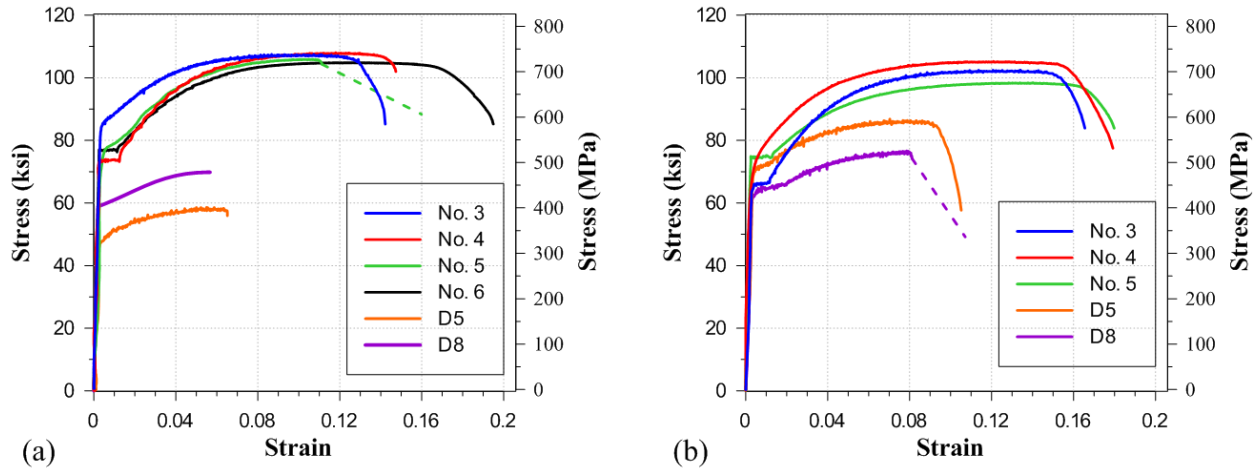 120
100
80
60
40
20
0
Stress (ksi)
800
700
600
500
400
300
200
100
0
Stress (MPa)
No. 3
No. 4
No. 5
No. 6
D5
D8
0
0.04
0.08
0.12
0.16
0.2
Strain
(a)
120
100
80
60
40
20
0
Stress (ksi)
800
700
600
500
400
300
200
100
0
Stress (MPa)
No. 3
No. 4
No. 5
D5
D8
0
0.04
0.08
0.12
0.16
0.2
Strain
(b)